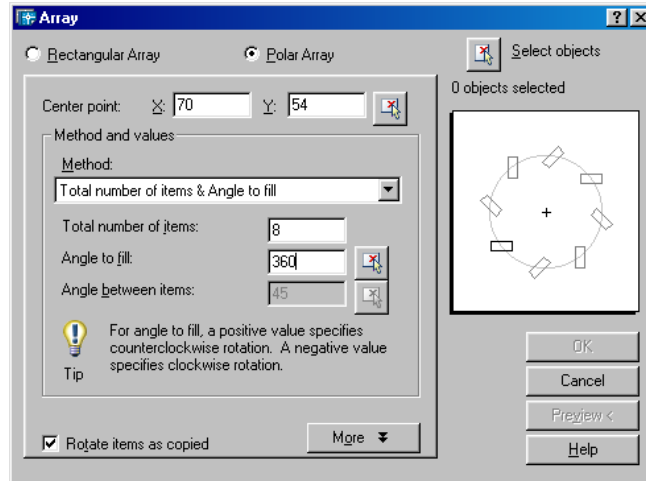 Array
Rectangular Array
Polar Array
Select objects
0 objects selected
Center point: X: 70 Y: 54
Method and values
Method:
Total number of items & Angle to fill
Total number of items: 8
Angle to fill: 360
Angle between items: 45
For angle to fill, a positive value specifies
counterclockwise rotation. A negative value
specifies clockwise rotation.
Tip
Rotate items as copied
More
OK
Cancel
Preview <
Help